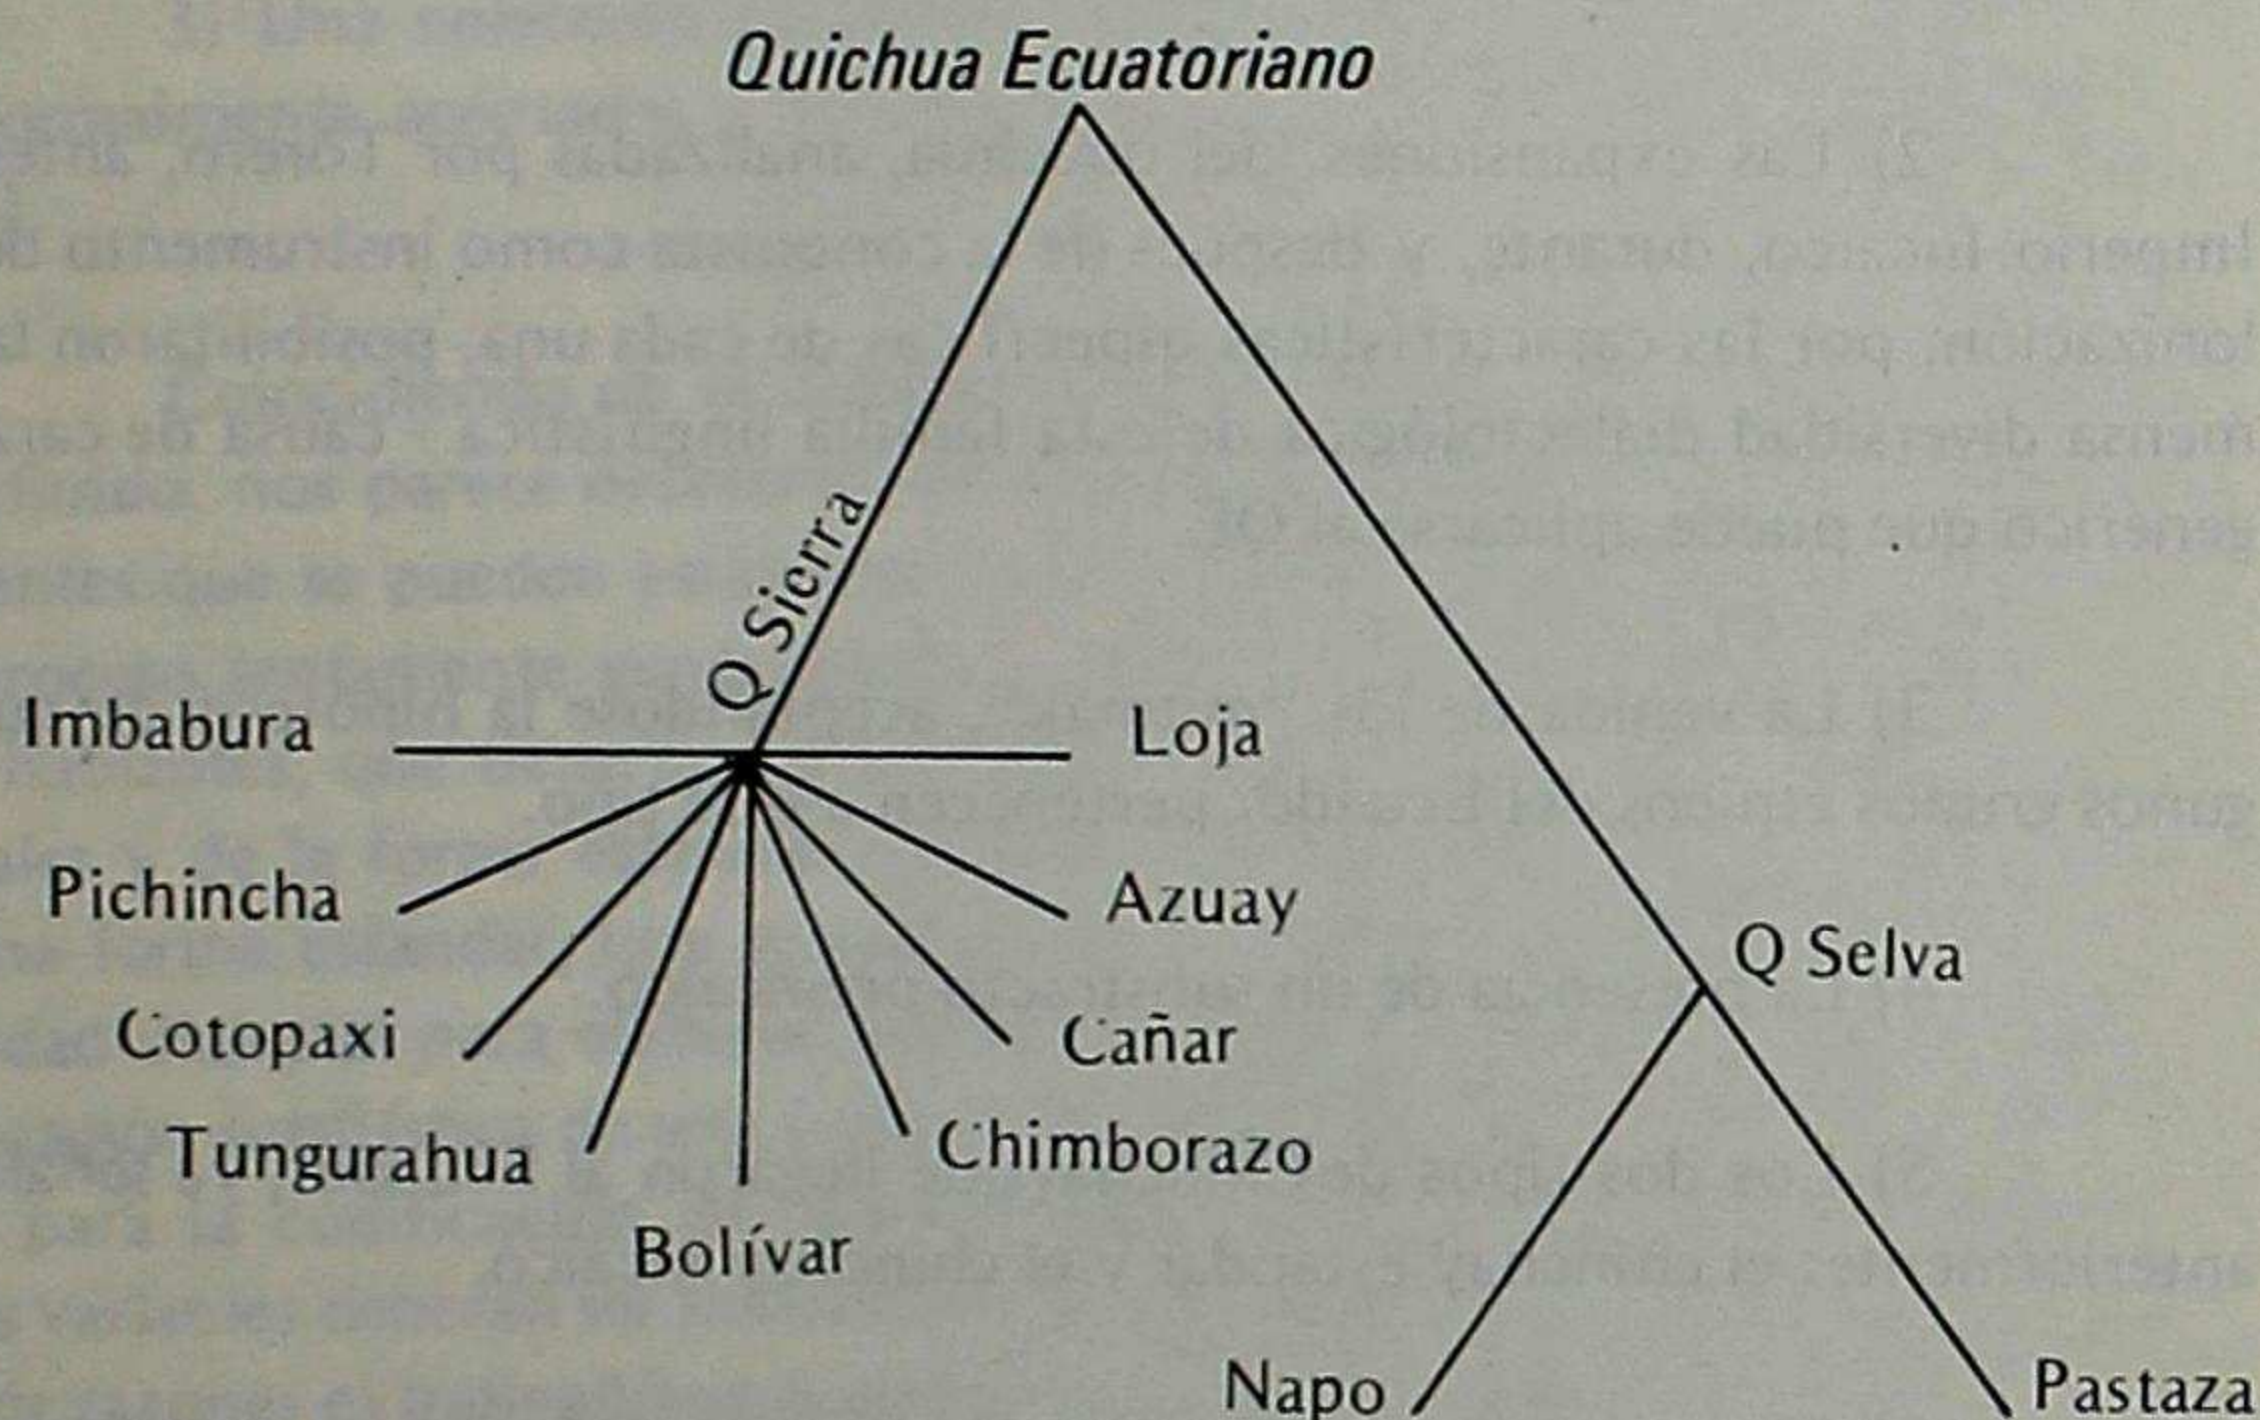 Quichua Ecuatoriano
Q Sierra
Imbabura
Loja
Pichincha
Azuay
Q Selva
Cotopaxi
Cañar
Tungurahua
Chimborazo
Bolívar
Napo
Pastaza